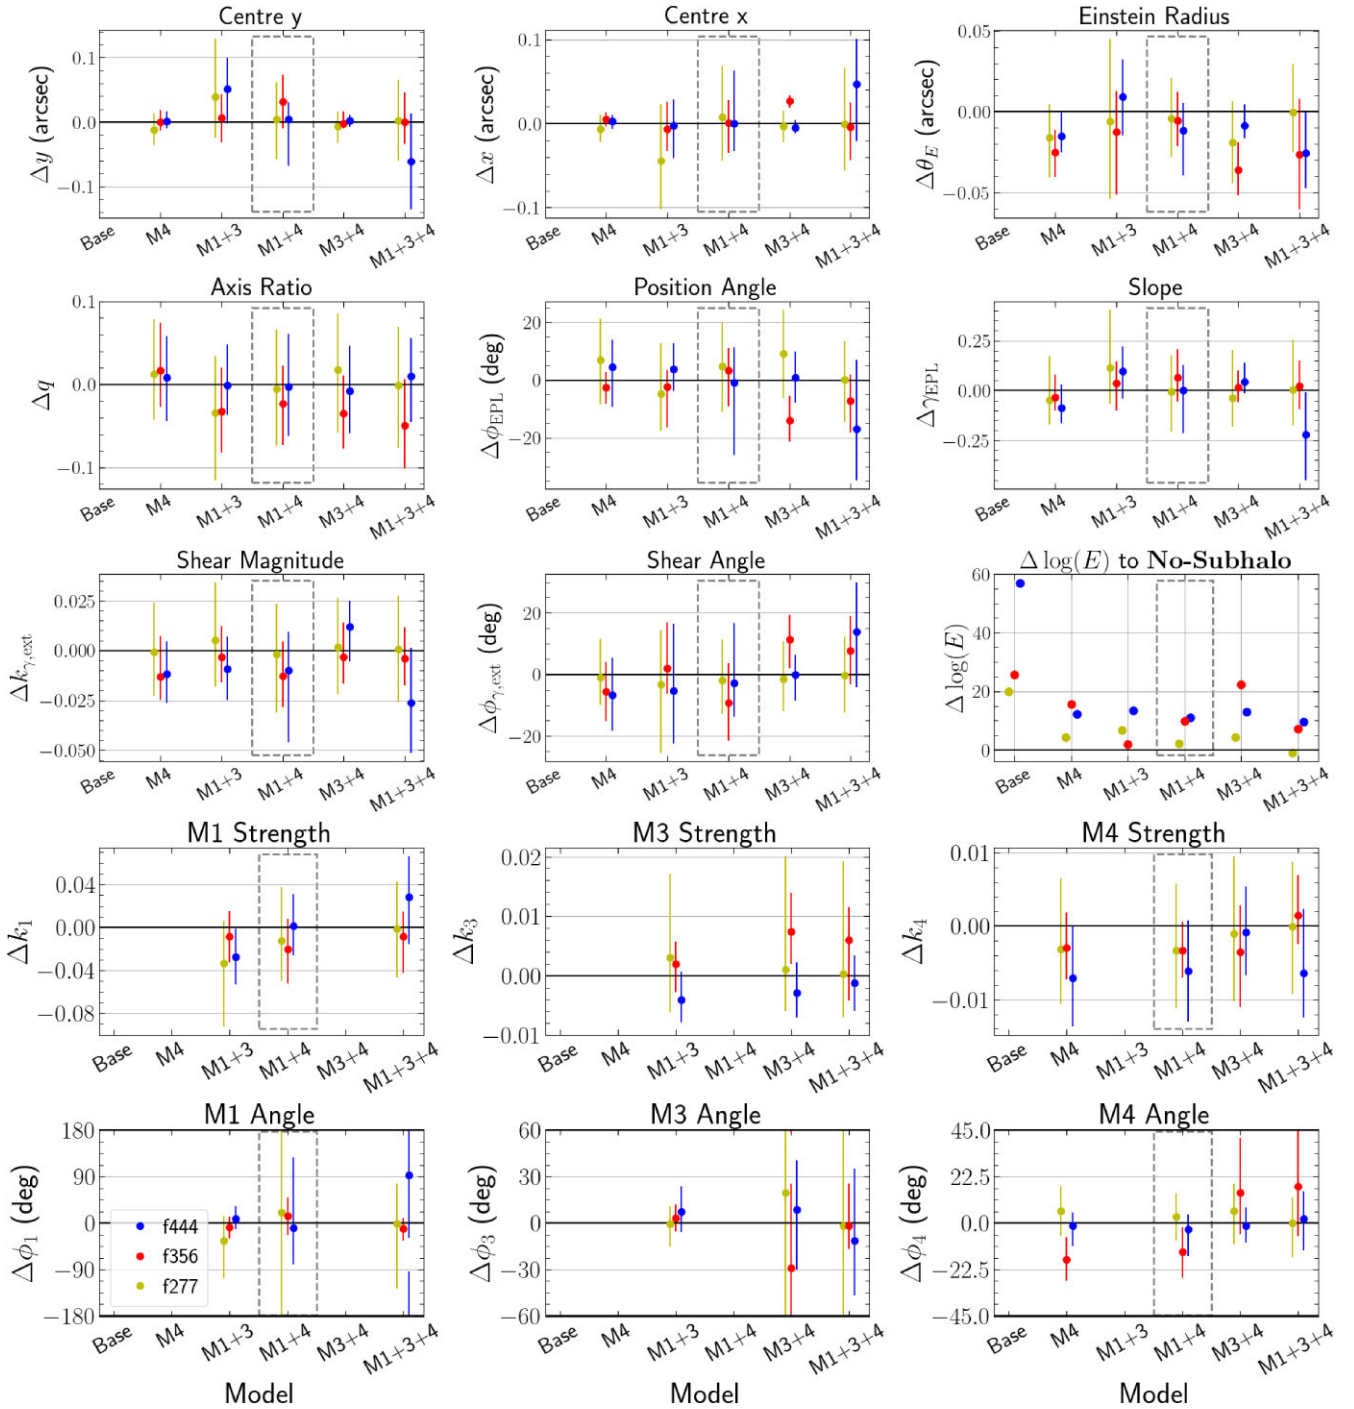 Centre y
Δy (arcsec)
0.1
0.0
−0.1
Base M4 M1+3 M1+4 M3+4 M1+3+4
Centre x
Δx (arcsec)
0.1
0.0
−0.1
Base M4 M1+3 M1+4 M3+4 M1+3+4
Einstein Radius
Δθ_E (arcsec)
0.05
0.00
−0.05
Base M4 M1+3 M1+4 M3+4 M1+3+4
Axis Ratio
Δq
0.1
0.0
−0.1
Base M4 M1+3 M1+4 M3+4 M1+3+4
Position Angle
Δϕ_EPL (deg)
20
0
−20
Base M4 M1+3 M1+4 M3+4 M1+3+4
Slope
Δγ_EPL
0.25
0.00
−0.25
Base M4 M1+3 M1+4 M3+4 M1+3+4
Shear Magnitude
Δk_γ,ext
0.025
0.000
−0.025
−0.050
Base M4 M1+3 M1+4 M3+4 M1+3+4
Shear Angle
Δϕ_γ,ext (deg)
20
0
−20
Base M4 M1+3 M1+4 M3+4 M1+3+4
Δ log(E) to No-Subhalo
Δ log(E)
60
40
20
0
Base M4 M1+3 M1+4 M3+4 M1+3+4
M1 Strength
Δk₁
0.04
0.00
−0.04
−0.08
Base M4 M1+3 M1+4 M3+4 M1+3+4
M3 Strength
Δk₃
0.02
0.01
0.00
−0.01
Base M4 M1+3 M1+4 M3+4 M1+3+4
M4 Strength
Δk₄
0.01
0.00
−0.01
Base M4 M1+3 M1+4 M3+4 M1+3+4
M1 Angle
Δϕ₁ (deg)
180
90
0
−90
−180
f444
f356
f277
Base M4 M1+3 M1+4 M3+4 M1+3+4
Model
M3 Angle
Δϕ₃ (deg)
60
30
0
−30
−60
Base M4 M1+3 M1+4 M3+4 M1+3+4
Model
M4 Angle
Δϕ₄ (deg)
45.0
22.5
0.0
−22.5
−45.0
Base M4 M1+3 M1+4 M3+4 M1+3+4
Model